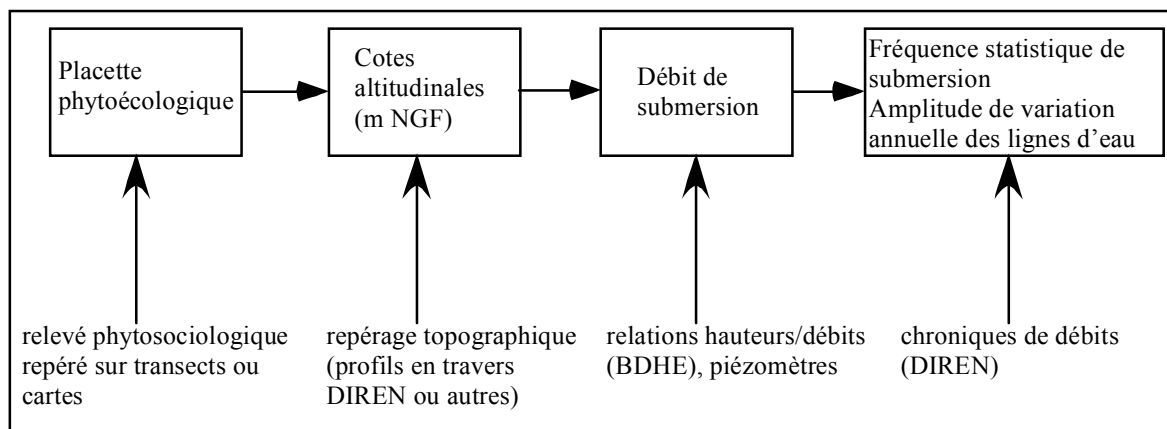 Placette
phytoécologique
Cotes
altitudinales
(m NGF)
Débit de
submersion
Fréquence statistique de
submersion
Amplitude de variation
annuelle des lignes d'eau
relevé phytosociologique
repéré sur transects ou
cartes
repérage topographique
(profils en travers
DIREN ou autres)
relations hauteurs/débits
(BDHE), piézomètres
chroniques de débits
(DIREN)